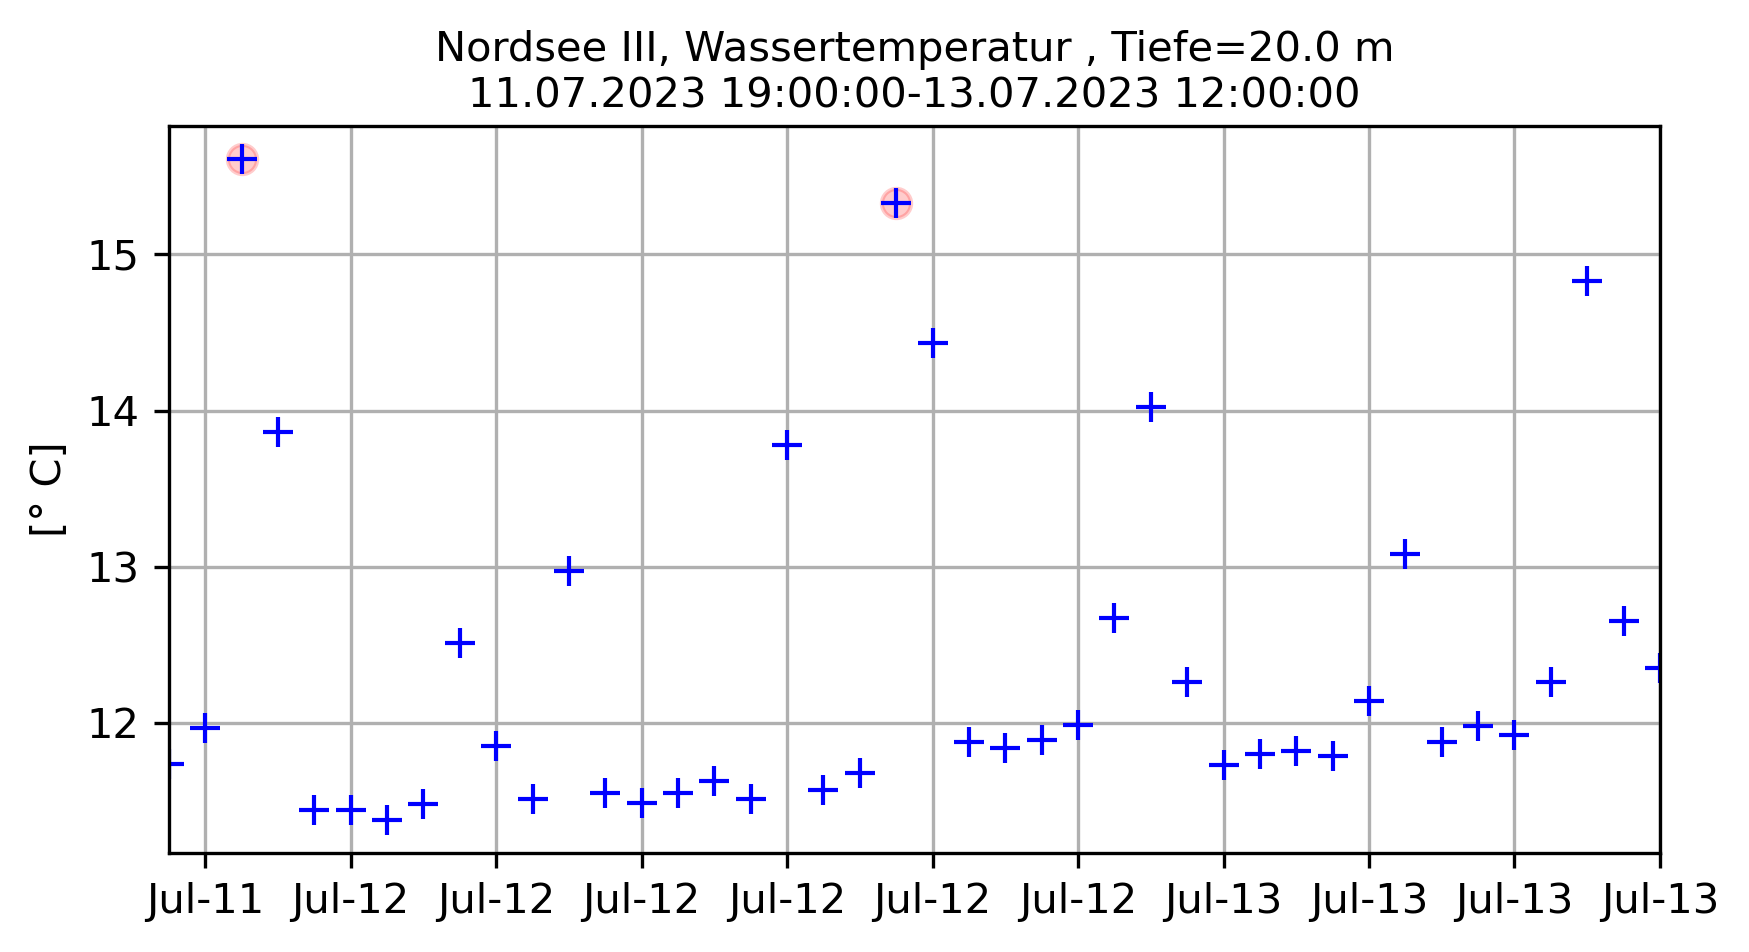 Nordsee III, Wassertemperatur , Tiefe=20.0 m
11.07.2023 19:00:00-13.07.2023 12:00:00
15
14
13
12
[° C]
Jul-11 Jul-12 Jul-12 Jul-12 Jul-12 Jul-12 Jul-12 Jul-13 Jul-13 Jul-13 Jul-13